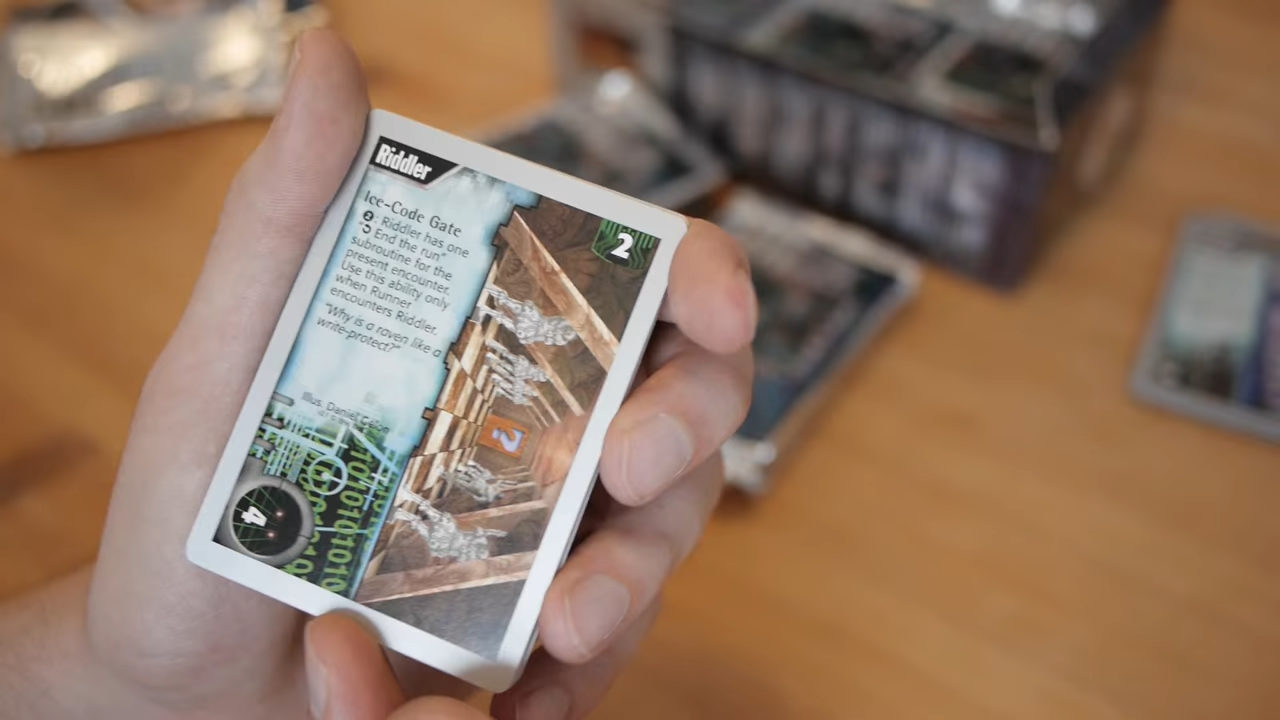 Riddler
2
Ice-Code Gate
2: Riddler has one
" End the run"
subroutine for the
present encounter.
Use this ability only
when Runner
encounters Riddler.
"Why is a raven like a
write-protect?"
?
Illus. Daniel Gelon
4